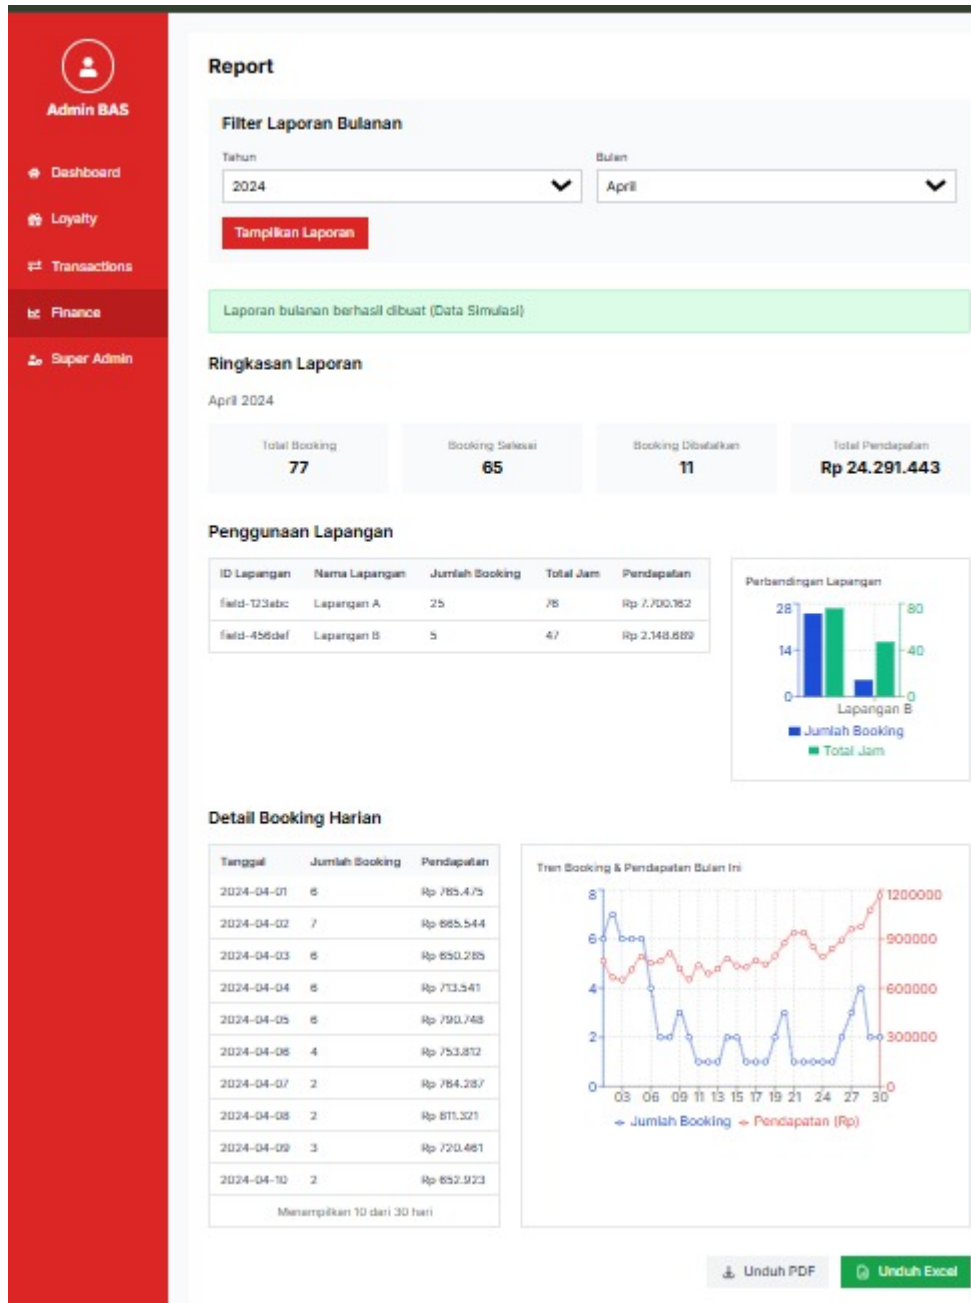 Admin BAS
Dashboard
Loyalty
Transactions
Finance
Super Admin
Report
Filter Laporan Bulanan
Tahun Bulan
2024 April
Tampilkan Laporan
Laporan bulanan berhasil dibuat (Data Simulasi)
Ringkasan Laporan
April 2024
Total Booking Booking Selesai Booking Dibatalkan Total Pendapatan
77 65 11 Rp 24.291.443
Penggunaan Lapangan
ID Lapangan Nama Lapangan Jumlah Booking Total Jam Pendapatan
field-123abc Lapangan A 25 76 Rp 7.700.162
field-456def Lapangan B 5 47 Rp 2.148.689
Perbandingan Lapangan
28 80
14 40
0 0
Lapangan B
Jumlah Booking
Total Jam
Detail Booking Harian
Tanggal Jumlah Booking Pendapatan
2024-04-01 6 Rp 765.475
2024-04-02 7 Rp 665.544
2024-04-03 6 Rp 650.285
2024-04-04 6 Rp 713.541
2024-04-05 6 Rp 790.748
2024-04-06 4 Rp 753.812
2024-04-07 2 Rp 764.287
2024-04-08 2 Rp 811.321
2024-04-09 3 Rp 720.461
2024-04-10 2 Rp 652.923
Menampilkan 10 dari 30 hari
Tren Booking & Pendapatan Bulan Ini
8 1200000
6 900000
4 600000
2 300000
0 0
03 06 09 11 13 15 17 19 21 24 27 30
Jumlah Booking Pendapatan (Rp)
Unduh PDF Unduh Excel